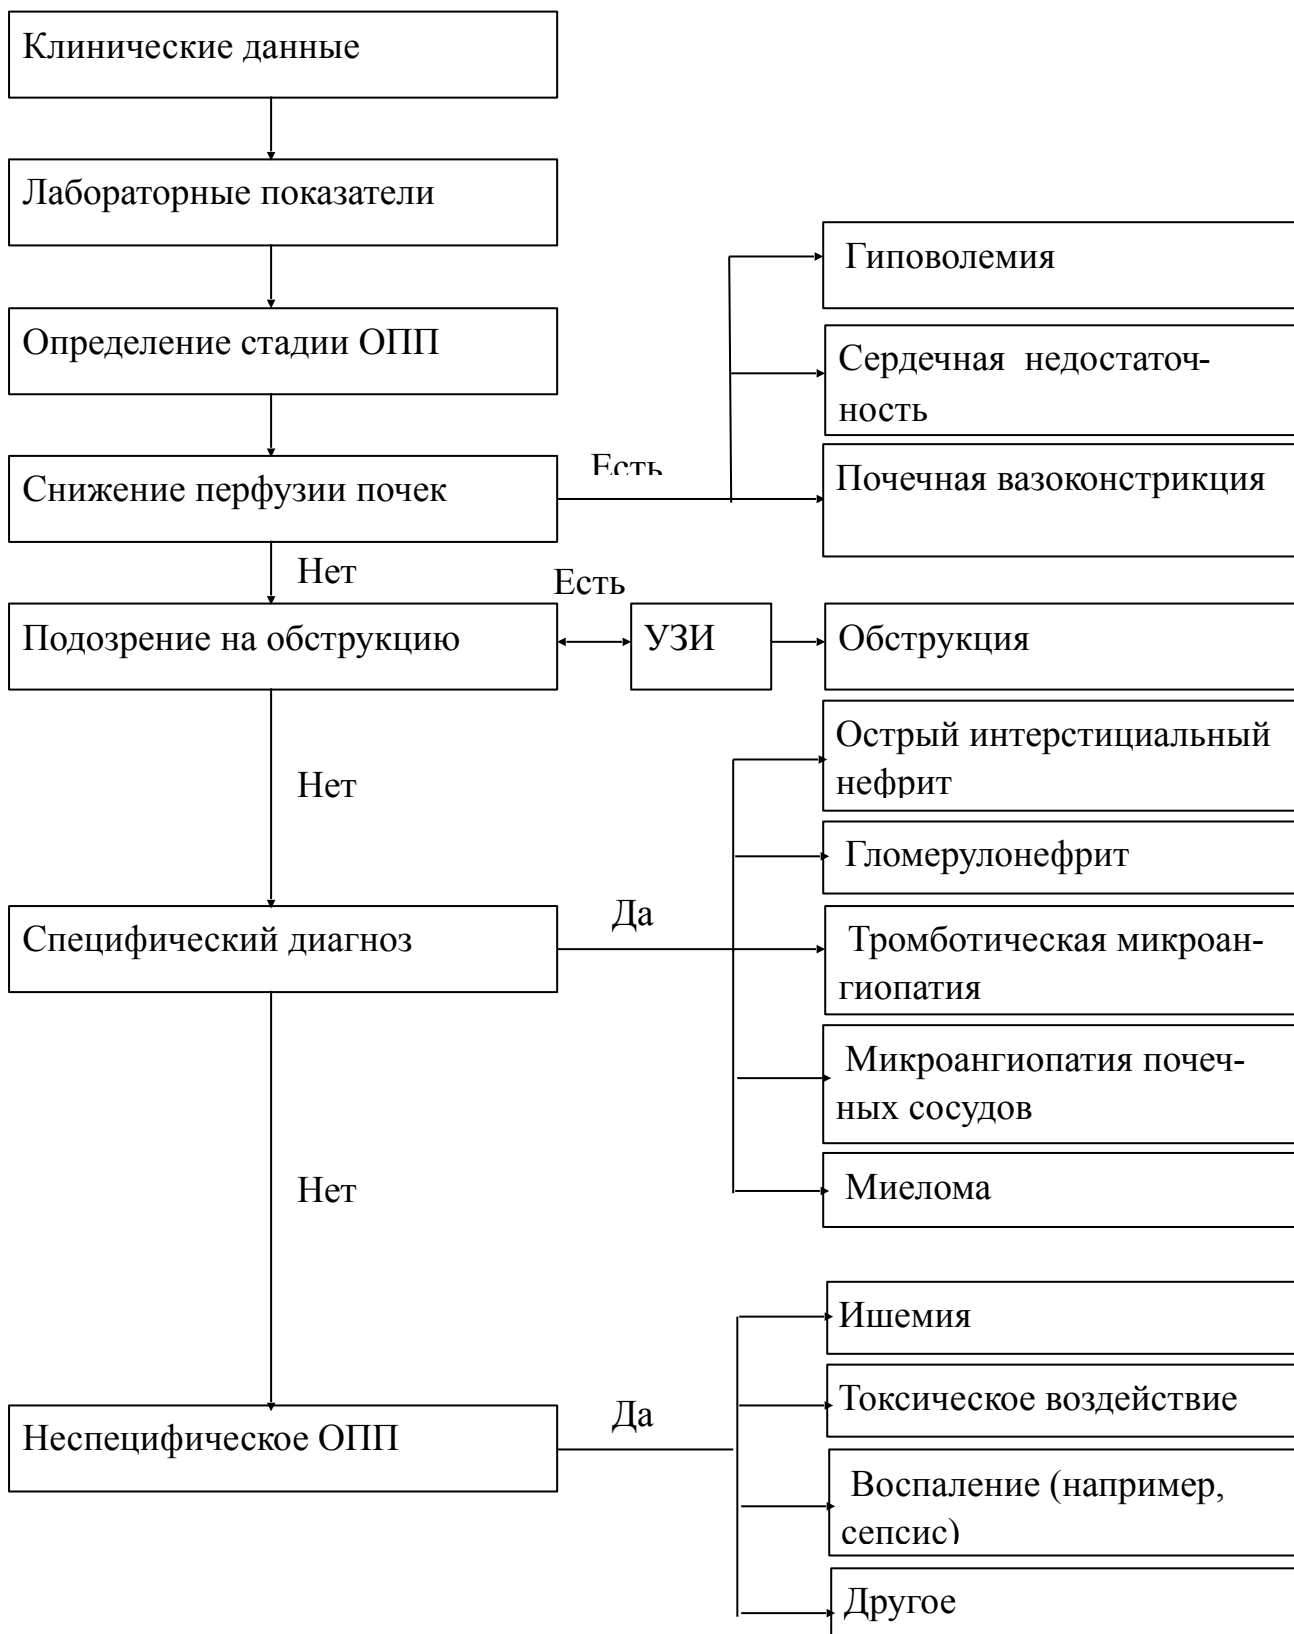 Клинические данные
Лабораторные показатели
Определение стадии ОПП
Снижение перфузии почек
Есть
Гиповолемия
Сердечная недостаточ-
ность
Почечная вазоконстрикция
Нет
Подозрение на обструкцию
Есть
УЗИ
Обструкция
Нет
Специфический диагноз
Да
Острый интерстициальный
нефрит
Гломерулонефрит
Тромботическая микроан-
гиопатия
Микроангиопатия почеч-
ных сосудов
Миелома
Нет
Неспецифическое ОПП
Да
Ишемия
Токсическое воздействие
Воспаление (например,
сепсис)
Другое